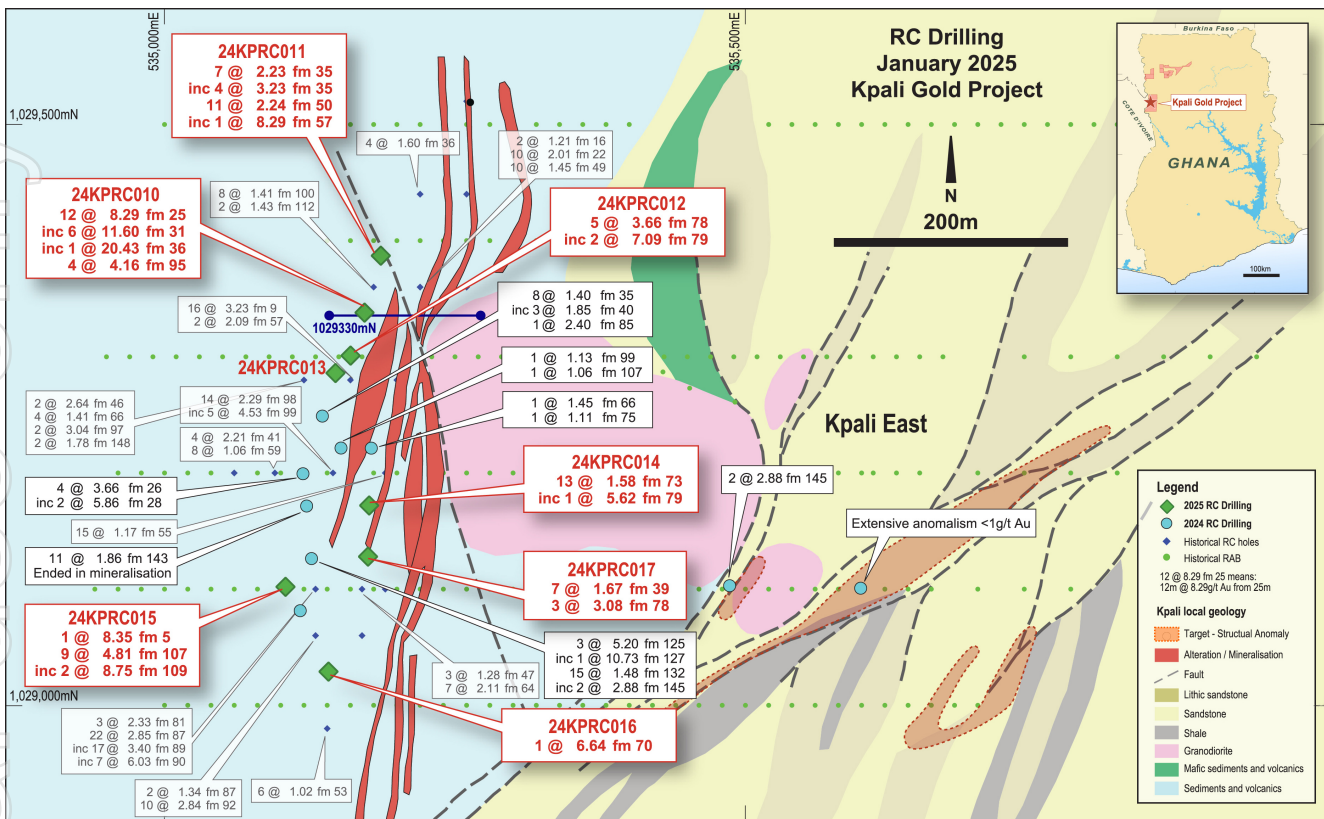 RC Drilling
January 2025
Kpali Gold Project
535,000mE
535,500mE
1,029,500mN
1,029,000mN
N
200m
Burkina Faso
COTE D'IVOIRE
Kpali Gold Project
GHANA
100km
24KPRC011
7 @ 2.23 fm 35
inc 4 @ 3.23 fm 35
11 @ 2.24 fm 50
inc 1 @ 8.29 fm 57
4 @ 1.60 fm 36
2 @ 1.21 fm 16
10 @ 2.01 fm 22
10 @ 1.45 fm 49
24KPRC010
12 @ 8.29 fm 25
inc 6 @ 11.60 fm 31
inc 1 @ 20.43 fm 36
4 @ 4.16 fm 95
8 @ 1.41 fm 100
2 @ 1.43 fm 112
24KPRC012
5 @ 3.66 fm 78
inc 2 @ 7.09 fm 79
16 @ 3.23 fm 9
2 @ 2.09 fm 57
1029330mN
8 @ 1.40 fm 35
inc 3 @ 1.85 fm 40
1 @ 2.40 fm 85
24KPRC013
1 @ 1.13 fm 99
1 @ 1.06 fm 107
2 @ 2.64 fm 46
4 @ 1.41 fm 66
2 @ 3.04 fm 97
2 @ 1.78 fm 148
14 @ 2.29 fm 98
inc 5 @ 4.53 fm 99
1 @ 1.45 fm 66
1 @ 1.11 fm 75
Kpali East
4 @ 2.21 fm 41
8 @ 1.06 fm 59
24KPRC014
13 @ 1.58 fm 73
inc 1 @ 5.62 fm 79
2 @ 2.88 fm 145
4 @ 3.66 fm 26
inc 2 @ 5.86 fm 28
Extensive anomalism <1g/t Au
15 @ 1.17 fm 55
11 @ 1.86 fm 143
Ended in mineralisation
24KPRC017
7 @ 1.67 fm 39
3 @ 3.08 fm 78
24KPRC015
1 @ 8.35 fm 5
9 @ 4.81 fm 107
inc 2 @ 8.75 fm 109
3 @ 5.20 fm 125
inc 1 @ 10.73 fm 127
15 @ 1.48 fm 132
inc 2 @ 2.88 fm 145
3 @ 1.28 fm 47
7 @ 2.11 fm 64
24KPRC016
1 @ 6.64 fm 70
3 @ 2.33 fm 81
22 @ 2.85 fm 87
inc 17 @ 3.40 fm 89
inc 7 @ 6.03 fm 90
2 @ 1.34 fm 87
10 @ 2.84 fm 92
6 @ 1.02 fm 53
Legend
2025 RC Drilling
2024 RC Drilling
Historical RC holes
Historical RAB
12 @ 8.29 fm 25 means:
12m @ 8.29g/t Au from 25m
Kpali local geology
Target - Structual Anomaly
Alteration / Mineralisation
Fault
Lithic sandstone
Sandstone
Shale
Granodiorite
Mafic sediments and volcanics
Sediments and volcanics